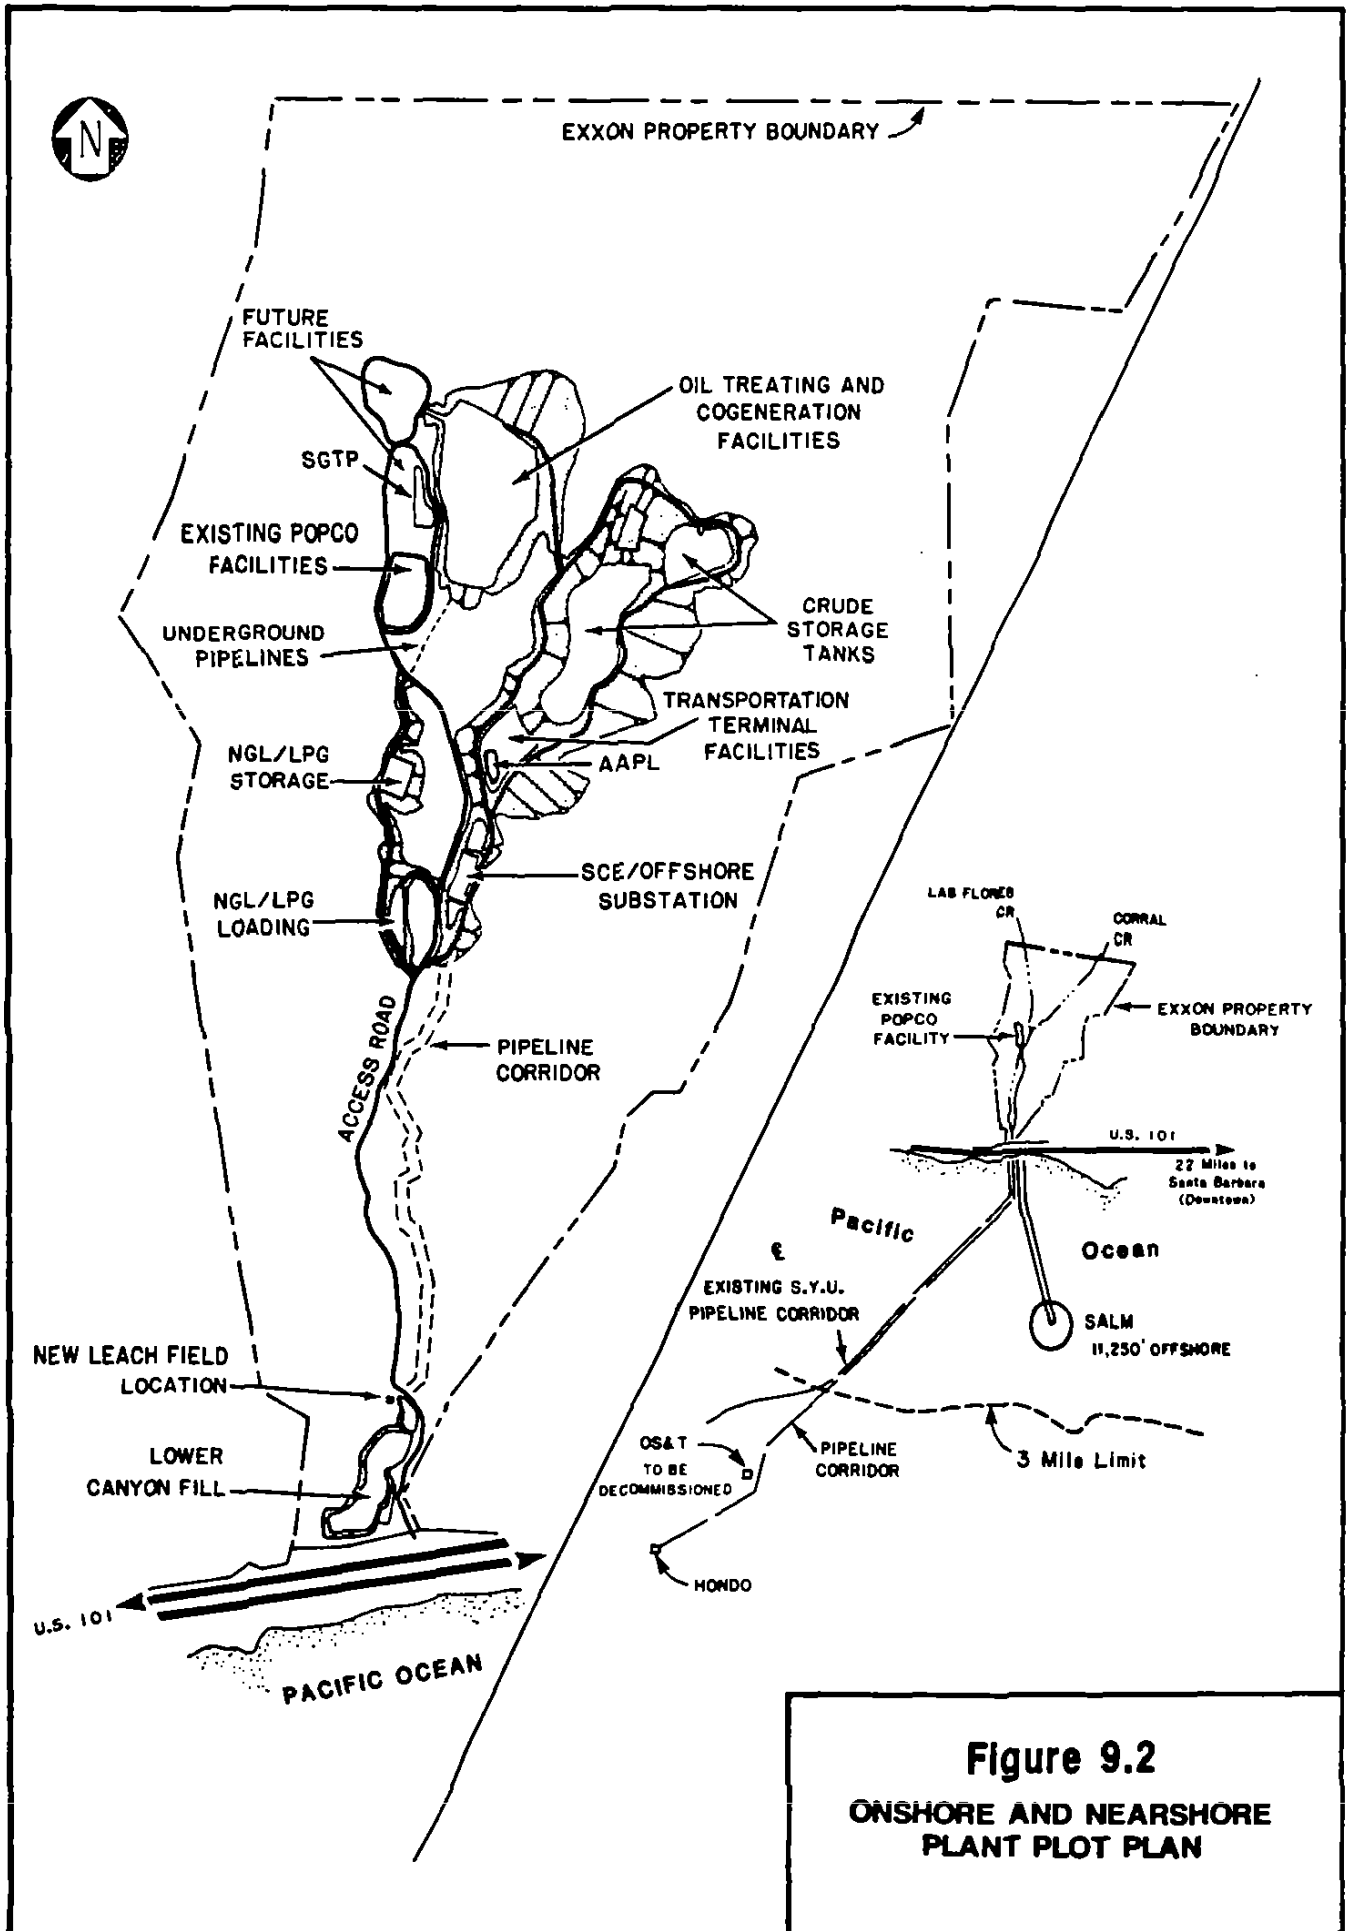 N
EXXON PROPERTY BOUNDARY
FUTURE
FACILITIES
OIL TREATING AND
COGENERATION
FACILITIES
SGTP
EXISTING POPCO
FACILITIES
CRUDE
STORAGE
TANKS
UNDERGROUND
PIPELINES
TRANSPORTATION
TERMINAL
FACILITIES
NGL/LPG
STORAGE
AAPL
SCE/OFFSHORE
SUBSTATION
NGL/LPG
LOADING
ACCESS ROAD
PIPELINE
CORRIDOR
NEW LEACH FIELD
LOCATION
LOWER
CANYON FILL
U.S. 101
PACIFIC OCEAN
LAS FLORES
CR
CORRAL
CR
EXISTING
POPCO
FACILITY
EXXON PROPERTY
BOUNDARY
U.S. 101
22 Miles to
Santa Barbara
(Downtown)
Pacific
Ocean
℄
EXISTING S.Y.U.
PIPELINE CORRIDOR
SALM
11,250' OFFSHORE
OS&T
TO BE
DECOMMISSIONED
PIPELINE
CORRIDOR
3 Mile Limit
HONDO
Figure 9.2
ONSHORE AND NEARSHORE
PLANT PLOT PLAN